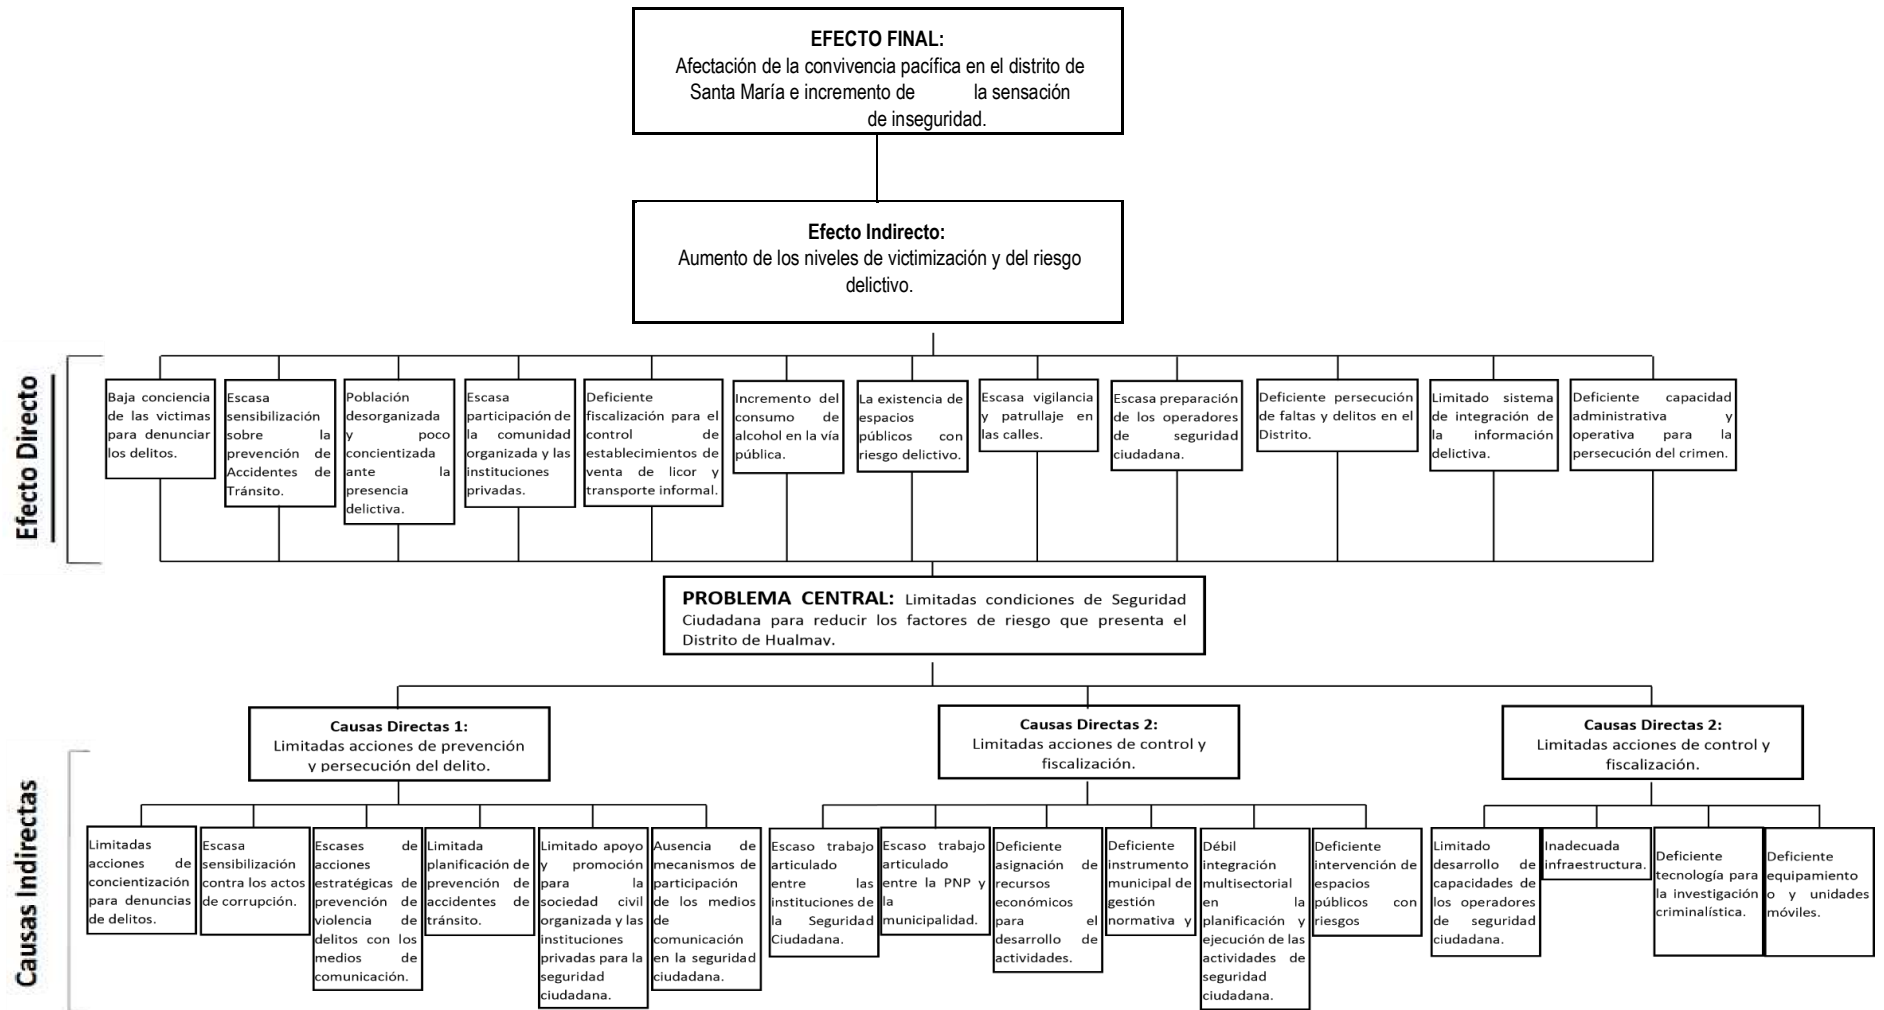 EFECTO FINAL:
Afectación de la convivencia pacífica en el distrito de
Santa María e incremento de la sensación
de inseguridad.
Efecto Indirecto:
Aumento de los niveles de victimización y del riesgo
delictivo.
Efecto Directo
Baja conciencia
de las victimas
para denunciar
los delitos.
Escasa
sensibilización
sobre la
prevención de
Accidentes de
Tránsito.
Población
desorganizada
y poco
concientizada
ante la
presencia
delictiva.
Escasa
participación de
la comunidad
organizada y las
instituciones
privadas.
Deficiente
fiscalización para el
control de
establecimientos de
venta de licor y
transporte informal.
Incremento del
consumo de
alcohol en la vía
pública.
La existencia de
espacios
públicos con
riesgo delictivo.
Escasa vigilancia
y patrullaje en
las calles.
Escasa preparación
de los operadores
de seguridad
ciudadana.
Deficiente persecución
de faltas y delitos en el
Distrito.
Limitado sistema
de integración de
la información
delictiva.
Deficiente capacidad
administrativa y
operativa para la
persecución del crimen.
PROBLEMA CENTRAL: Limitadas condiciones de Seguridad
Ciudadana para reducir los factores de riesgo que presenta el
Distrito de Hualmay.
Causas Directas 1:
Limitadas acciones de prevención
y persecución del delito.
Causas Directas 2:
Limitadas acciones de control y
fiscalización.
Causas Directas 2:
Limitadas acciones de control y
fiscalización.
Causas Indirectas
Limitadas
acciones de
concientización
para denuncias
de delitos.
Escasa
sensibilización
contra los actos
de corrupción.
Escases de
acciones
estratégicas de
prevención de
violencia de
delitos con los
medios de
comunicación.
Limitada
planificación de
prevención de
accidentes de
tránsito.
Limitado apoyo
y promoción
para la
sociedad civil
organizada y las
instituciones
privadas para la
seguridad
ciudadana.
Ausencia de
mecanismos de
participación
de los medios
de
comunicación
en la seguridad
ciudadana.
Escaso trabajo
articulado
entre las
instituciones de
la Seguridad
Ciudadana.
Escaso trabajo
articulado
entre la PNP y
la
municipalidad.
Deficiente
asignación de
recursos
económicos
para el
desarrollo de
actividades.
Deficiente
instrumento
municipal de
gestión
normativa y
Débil
integración
multisectorial
en la
planificación y
ejecución de las
actividades de
seguridad
ciudadana.
Deficiente
intervención de
espacios
públicos con
riesgos
Limitado
desarrollo de
capacidades de
los operadores
de seguridad
ciudadana.
Inadecuada
infraestructura.
Deficiente
tecnología para
la investigación
criminalística.
Deficiente
equipamiento
o y unidades
móviles.